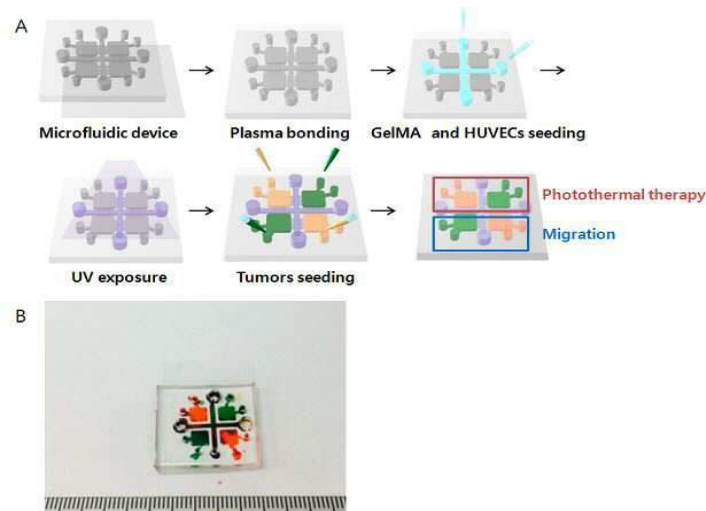 A
Microfluidic device
Plasma bonding
GelMA and HUVECs seeding
UV exposure
Tumors seeding
Photothermal therapy
Migration
B